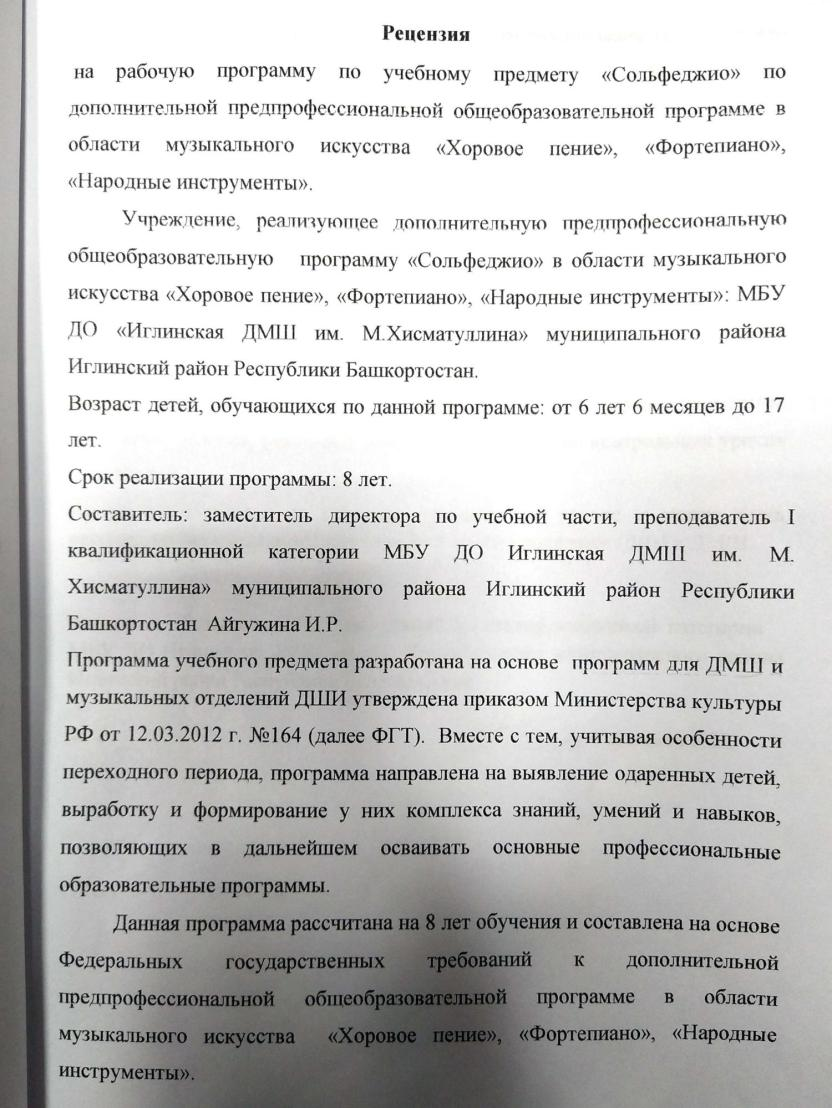 Рецензия
на рабочую программу по учебному предмету «Сольфеджио» по
дополнительной предпрофессиональной общеобразовательной программе в
области музыкального искусства «Хоровое пение», «Фортепиано»,
«Народные инструменты».
Учреждение, реализующее дополнительную предпрофессиональную
общеобразовательную программу «Сольфеджио» в области музыкального
искусства «Хоровое пение», «Фортепиано», «Народные инструменты»: МБУ
ДО «Иглинская ДМШ им. М.Хисматуллина» муниципального района
Иглинский район Республики Башкортостан.
Возраст детей, обучающихся по данной программе: от 6 лет 6 месяцев до 17
лет.
Срок реализации программы: 8 лет.
Составитель: заместитель директора по учебной части, преподаватель I
квалификационной категории МБУ ДО Иглинская ДМШ им. М.
Хисматуллина» муниципального района Иглинский район Республики
Башкортостан Айгужина И.Р.
Программа учебного предмета разработана на основе программ для ДМШ и
музыкальных отделений ДШИ утверждена приказом Министерства культуры
РФ от 12.03.2012 г. №164 (далее ФГТ). Вместе с тем, учитывая особенности
переходного периода, программа направлена на выявление одаренных детей,
выработку и формирование у них комплекса знаний, умений и навыков,
позволяющих в дальнейшем осваивать основные профессиональные
образовательные программы.
Данная программа рассчитана на 8 лет обучения и составлена на основе
Федеральных государственных требований к дополнительной
предпрофессиональной общеобразовательной программе в области
музыкального искусства «Хоровое пение», «Фортепиано», «Народные
инструменты».